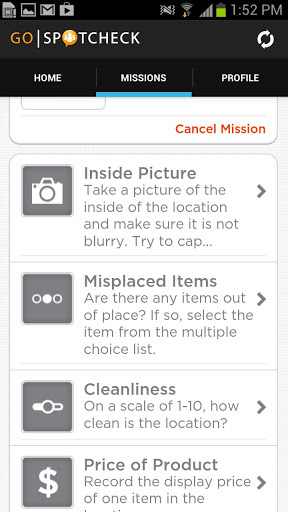 1:52 PM
GO|SPOTCHECK
HOME MISSIONS PROFILE
Cancel Mission
Inside Picture
Take a picture of the
inside of the location
and make sure it is not
blurry. Try to cap...
Misplaced Items
Are there any items out
of place? If so, select the
item from the multiple
choice list.
Cleanliness
On a scale of 1-10, how
clean is the location?
$
Price of Product
Record the display price
of one item in the